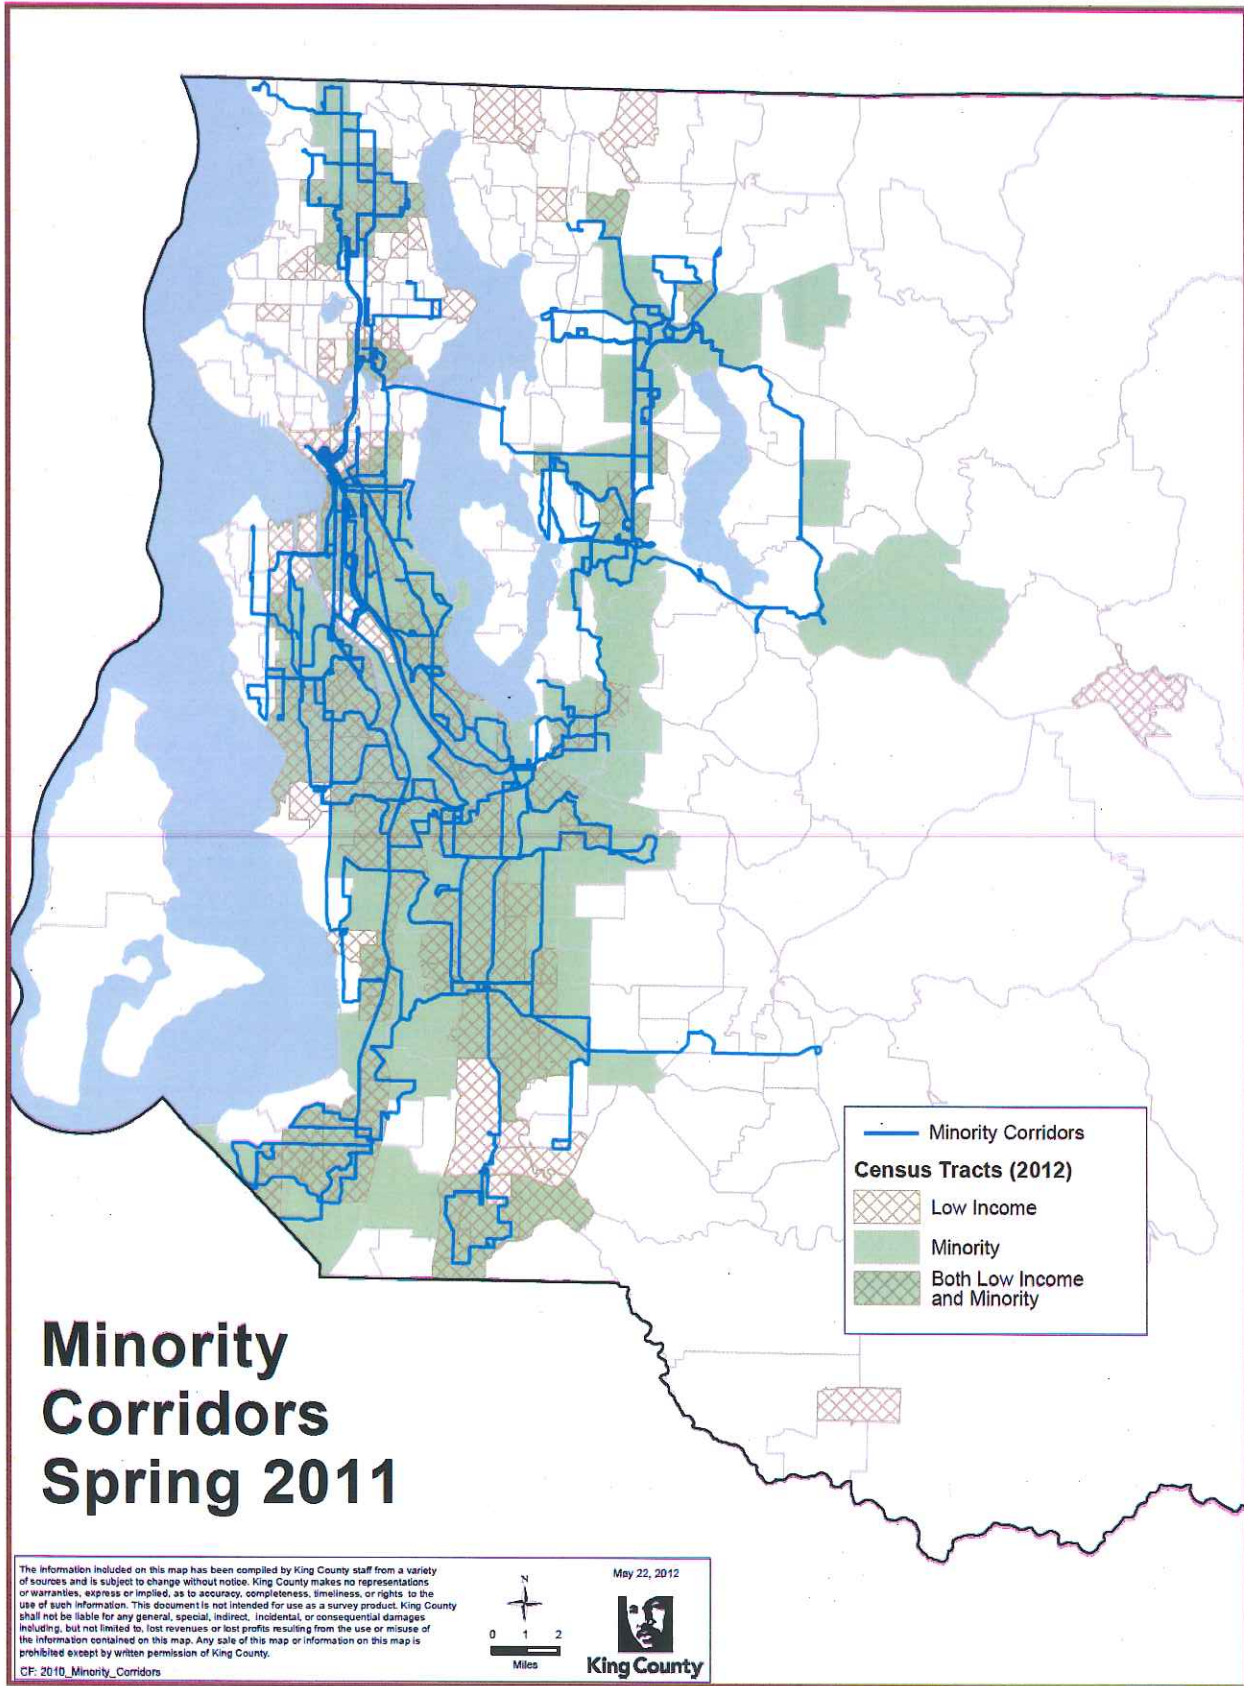 Minority Corridors
Census Tracts (2012)
Low Income
Minority
Both Low Income
and Minority
Minority
Corridors
Spring 2011
The information included on this map has been compiled by King County staff from a variety
of sources and is subject to change without notice. King County makes no representations
or warranties, express or implied, as to accuracy, completeness, timeliness, or rights to the
use of such information. This document is not intended for use as a survey product. King County
shall not be liable for any general, special, indirect, incidental, or consequential damages
including, but not limited to, lost revenues or lost profits resulting from the use or misuse of
the information contained on this map. Any sale of this map or information on this map is
prohibited except by written permission of King County.
CF: 2010_Minority_Corridors
N
0 1 2
Miles
May 22, 2012
King County